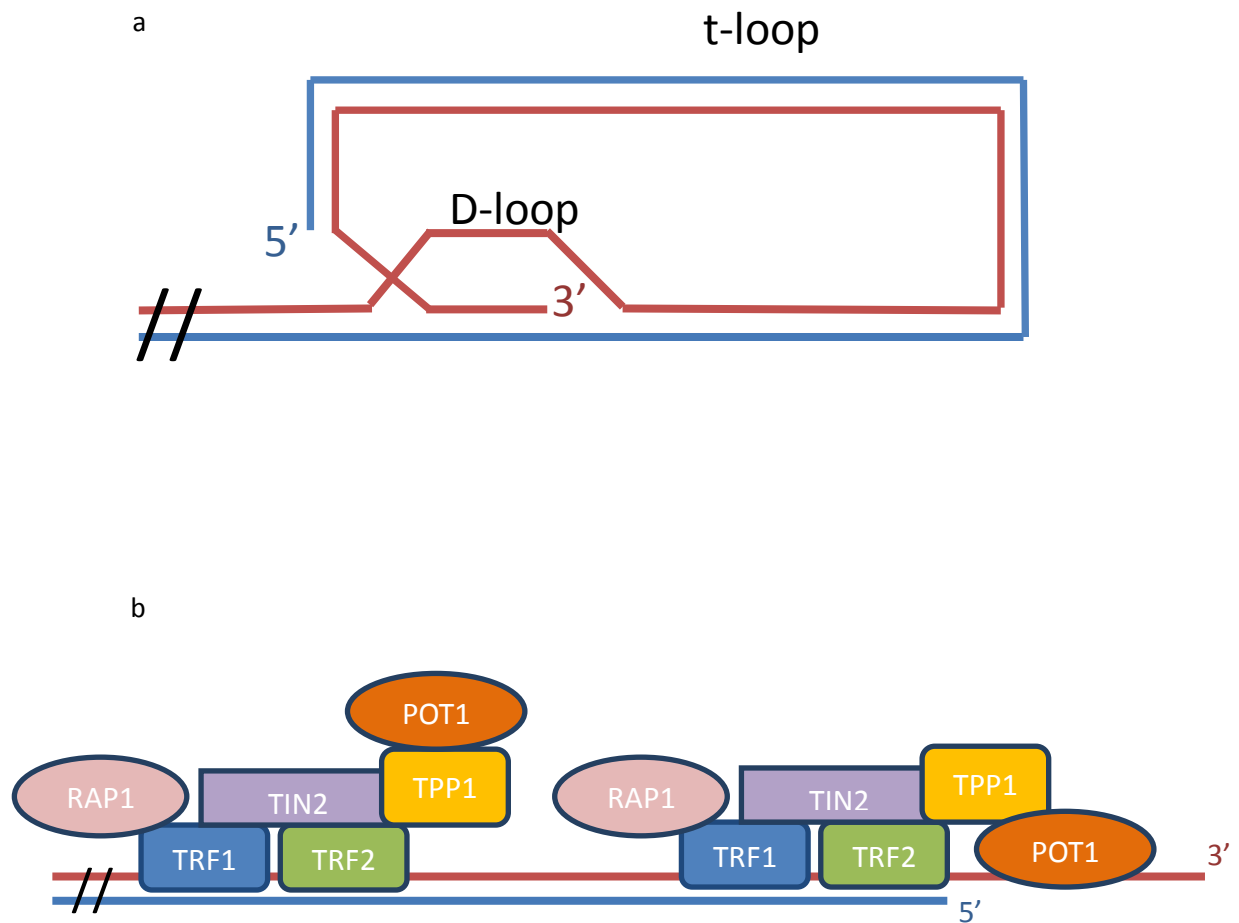 a
t-loop
D-loop
5’
3’
b
POT1
RAP1
TIN2
TPP1
TRF1
TRF2
RAP1
TIN2
TPP1
TRF1
TRF2
POT1
3’
5’